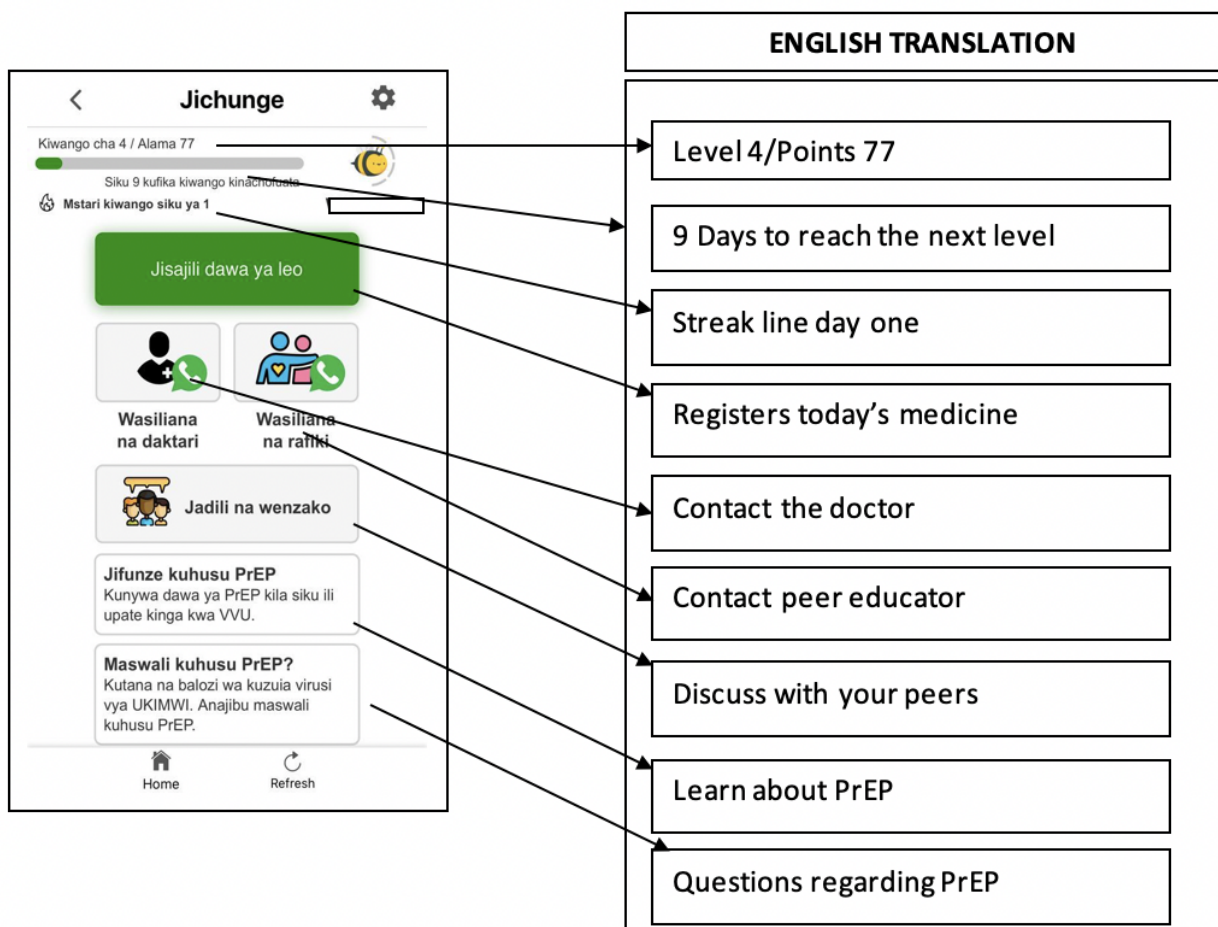 ENGLISH TRANSLATION
Jichunge
Kiwango cha 4 / Alama 77
Siku 9 kufika kiwango kinachofuata
Mstari kiwango siku ya 1
Jisajili dawa ya leo
Wasiliana
na daktari
Wasiliana
na rafiki
Jadili na wenzako
Jifunze kuhusu PrEP
Kunywa dawa ya PrEP kila siku ili
upate kinga kwa VVU.
Maswali kuhusu PrEP?
Kutana na balozi wa kuzuia virusi
vya UKIMWI. Anajibu maswali
kuhusu PrEP.
Home
Refresh
Level 4/Points 77
9 Days to reach the next level
Streak line day one
Registers today's medicine
Contact the doctor
Contact peer educator
Discuss with your peers
Learn about PrEP
Questions regarding PrEP